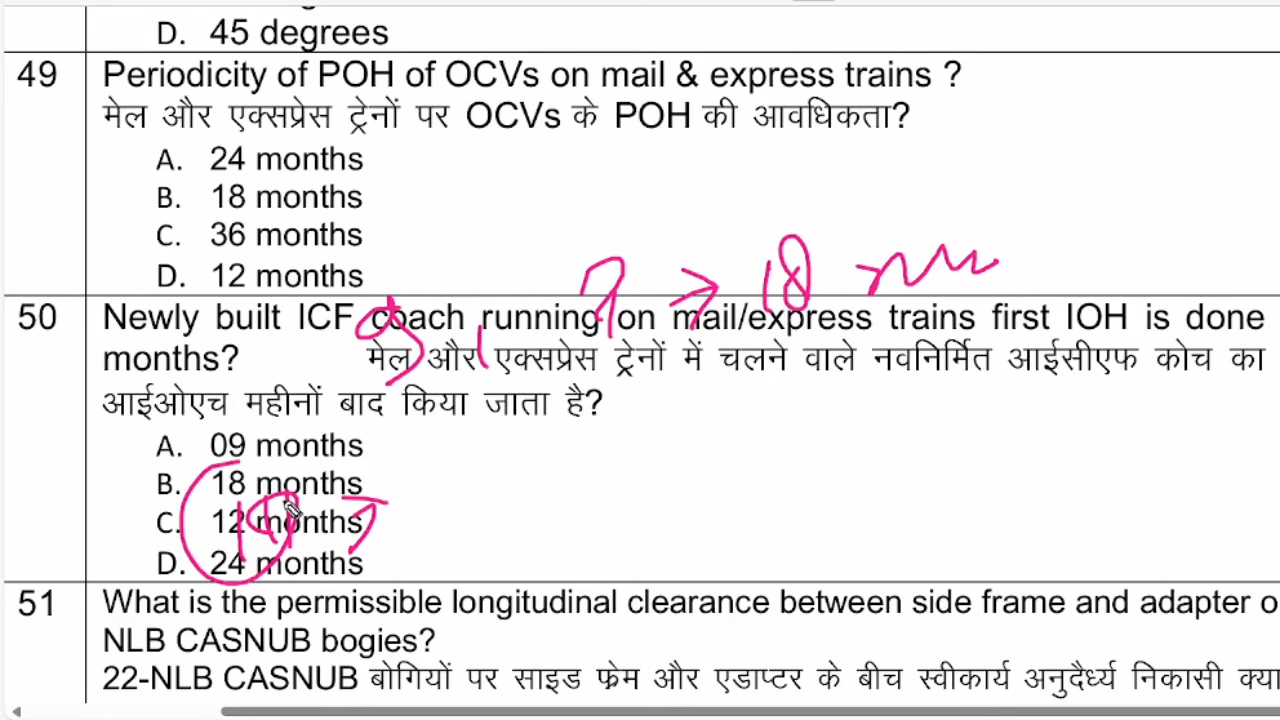 D. 45 degrees
49 Periodicity of POH of OCVs on mail & express trains ?
मेल और एक्सप्रेस ट्रेनों पर OCVs के POH की आवधिकता?
A. 24 months
B. 18 months
C. 36 months
D. 12 months
18
50 Newly built ICF coach running on mail/express trains first IOH is done
months? मेल और एक्सप्रेस ट्रेनों में चलने वाले नवनिर्मित आईसीएफ कोच का
आईओएच महीनों बाद किया जाता है?
A. 09 months
B. 18 months
C. 12 months
D. 24 months
51 What is the permissible longitudinal clearance between side frame and adapter o
NLB CASNUB bogies?
22-NLB CASNUB बोगियों पर साइड फ्रेम और एडाप्टर के बीच स्वीकार्य अनुदैर्ध्य निकासी क्या